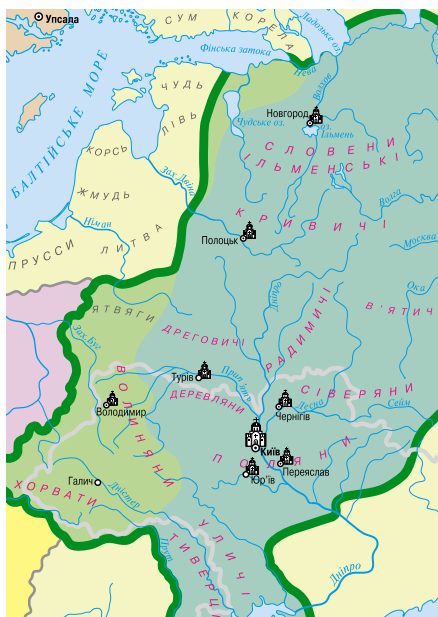 Упсала
СУМ
КОРЕЛА
Ладозьке оз.
Фінська затока
Нева
ЧУДЬ
Волхов
Новгород
оз. Ільмень
Чудське оз.
ЛІВЬ
БАЛТІЙСЬКЕ МОРЕ
СЛОВЕНИ
ІЛЬМЕНСЬКІ
КОРСЬ
Зах. Двіна
ЖМУДЬ
Волга
КРИВИЧІ
Німан
Полоцьк
Москва
ПРУССИ
ЛИТВА
Дніпро
Ока
ЯТВЯГИ
В'ЯТИЧ
РАДИМИЧІ
ДРЕГОВИЧІ
Зах. Буг
Турів
Прип'ять
ВОЛИНЯНИ
ДЕРЕВЛЯНИ
СІВЕРЯНИ
Володимир
Десна
Сейм
Чернігів
Київ
ПОЛЯНИ
Переяслав
Юр'їв
Галич
ХОРВАТИ
Дністер
УЛИЧІ
ТИВЕРЦІ
Прут
Дніпро